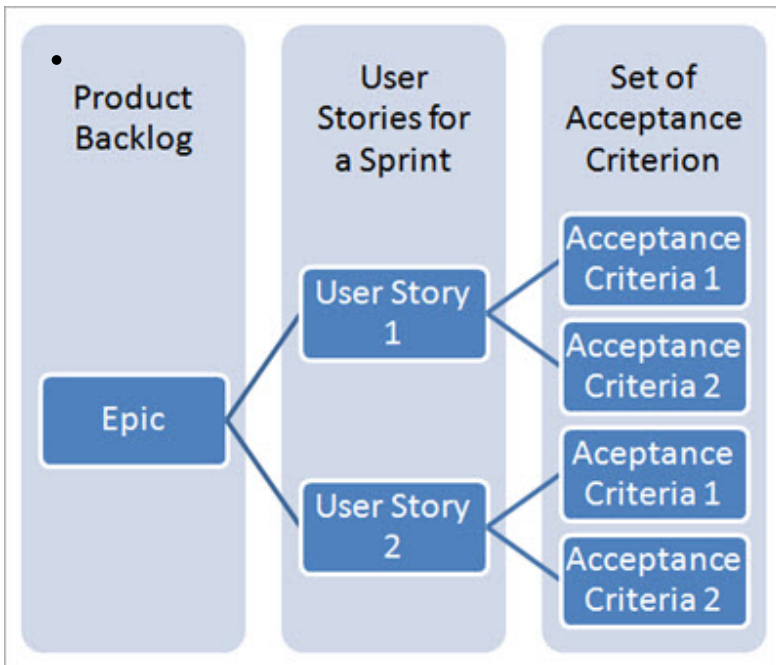 Product
Backlog
User
Stories for
a Sprint
Set of
Acceptance
Criterion
Epic
User Story
1
User Story
2
Acceptance
Criteria 1
Acceptance
Criteria 2
Aceptance
Criteria 1
Acceptance
Criteria 2